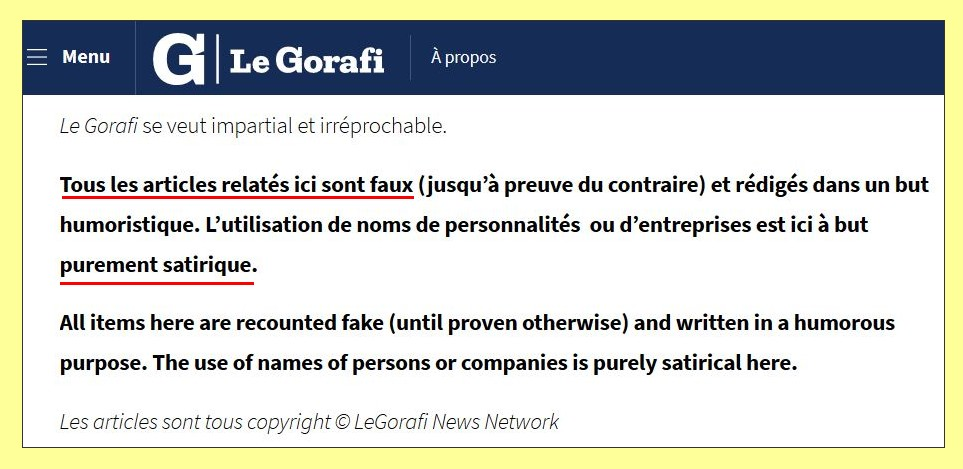 Menu
G | Le Gorafi
À propos
Le Gorafi se veut impartial et irréprochable.
Tous les articles relatés ici sont faux (jusqu’à preuve du contraire) et rédigés dans un but
humoristique. L’utilisation de noms de personnalités ou d’entreprises est ici à but
purement satirique.
All items here are recounted fake (until proven otherwise) and written in a humorous
purpose. The use of names of persons or companies is purely satirical here.
Les articles sont tous copyright © LeGorafi News Network